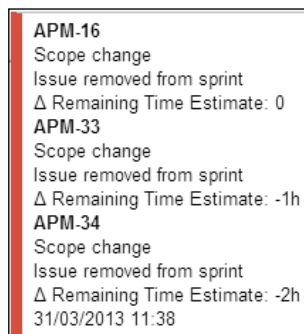 APM-16
Scope change
Issue removed from sprint
Δ Remaining Time Estimate: 0
APM-33
Scope change
Issue removed from sprint
Δ Remaining Time Estimate: -1h
APM-34
Scope change
Issue removed from sprint
Δ Remaining Time Estimate: -2h
31/03/2013 11:38